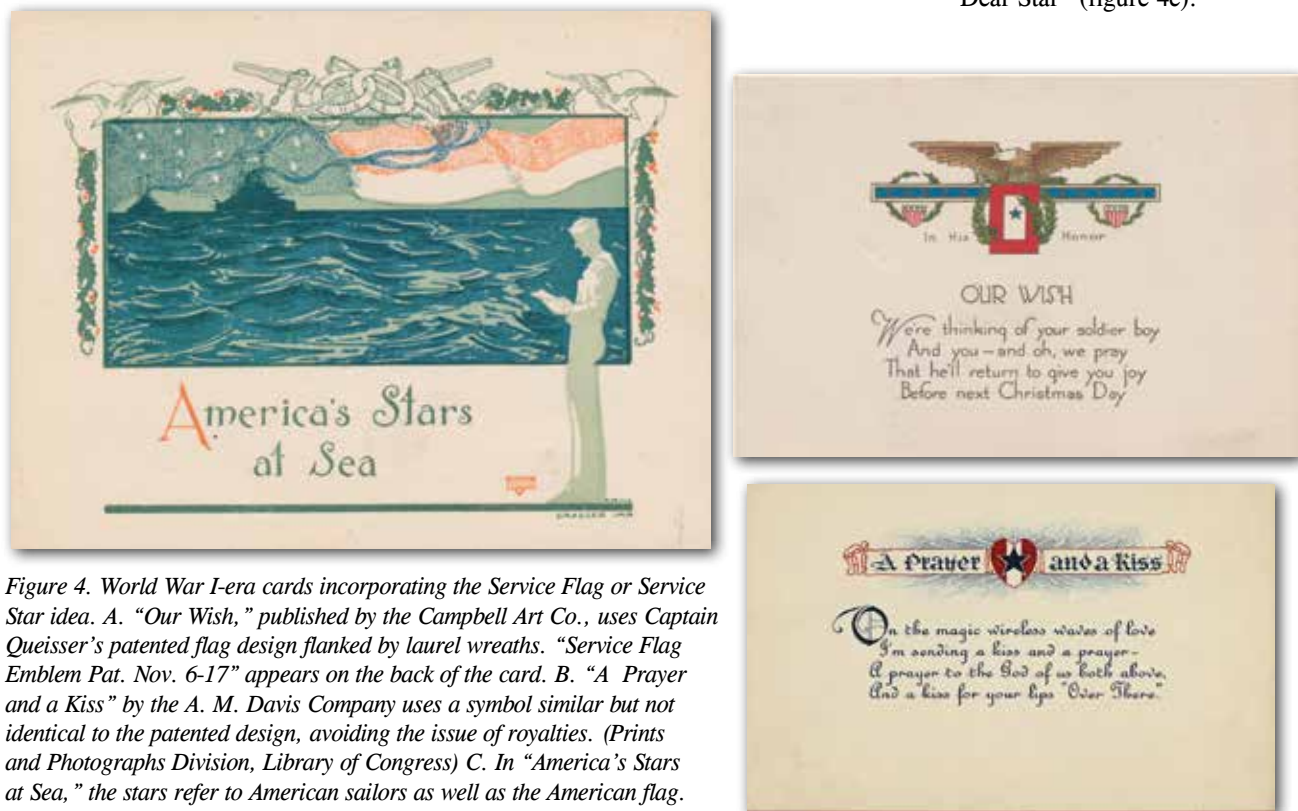 Dear Star” (figure 4c).
America's Stars
at Sea
In His Honor
OUR WISH
We're thinking of your soldier boy
And you — and oh, we pray
That he'll return to give you joy
Before next Christmas Day
A Prayer and a Kiss
On the magic wireless waves of love
I'm sending a kiss and a prayer –
A prayer to the God of us both above,
And a kiss for your lips "Over There."
Figure 4. World War I-era cards incorporating the Service Flag or Service
Star idea. A. “Our Wish,” published by the Campbell Art Co., uses Captain
Queisser’s patented flag design flanked by laurel wreaths. “Service Flag
Emblem Pat. Nov. 6-17” appears on the back of the card. B. “A Prayer
and a Kiss” by the A. M. Davis Company uses a symbol similar but not
identical to the patented design, avoiding the issue of royalties. (Prints
and Photographs Division, Library of Congress) C. In “America’s Stars
at Sea,” the stars refer to American sailors as well as the American flag.